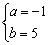 a = −1
b = 5